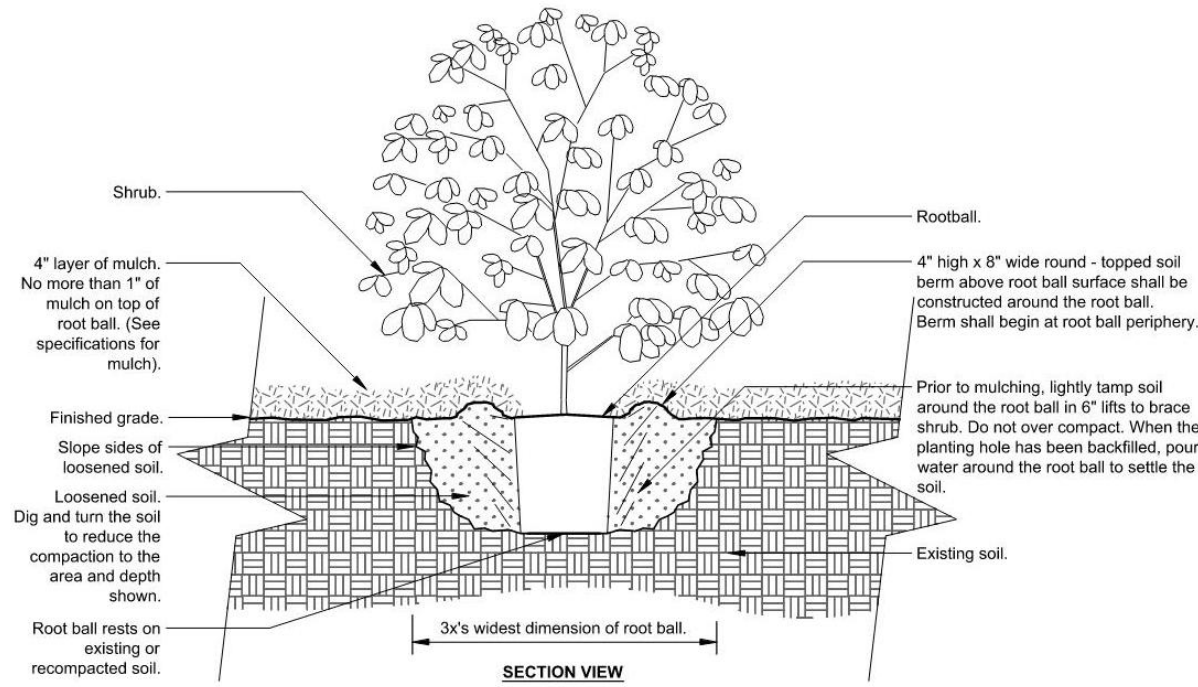 Shrub.
4" layer of mulch.
No more than 1" of
mulch on top of
root ball. (See
specifications for
mulch).
Finished grade.
Slope sides of
loosened soil.
Loosened soil.
Dig and turn the soil
to reduce the
compaction to the
area and depth
shown.
Root ball rests on
existing or
recompacted soil.
Rootball.
4" high x 8" wide round - topped soil
berm above root ball surface shall be
constructed around the root ball.
Berm shall begin at root ball periphery.
Prior to mulching, lightly tamp soil
around the root ball in 6" lifts to brace
shrub. Do not over compact. When the
planting hole has been backfilled, pour
water around the root ball to settle the
soil.
Existing soil.
3x's widest dimension of root ball.
SECTION VIEW